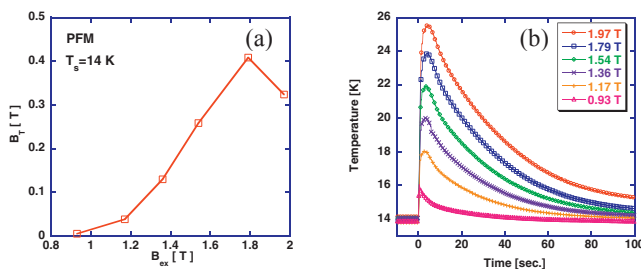 PFM
T_s=14 K
(a)
B_T [ T ]
0.5
0.4
0.3
0.2
0.1
0
0.8
1
1.2
1.4
1.6
1.8
2
B_ex [ T ]
(b)
Temperature [K]
28
26
24
22
20
18
16
14
0
20
40
60
80
100
Time [sec.]
1.97 T
1.79 T
1.54 T
1.36 T
1.17 T
0.93 T